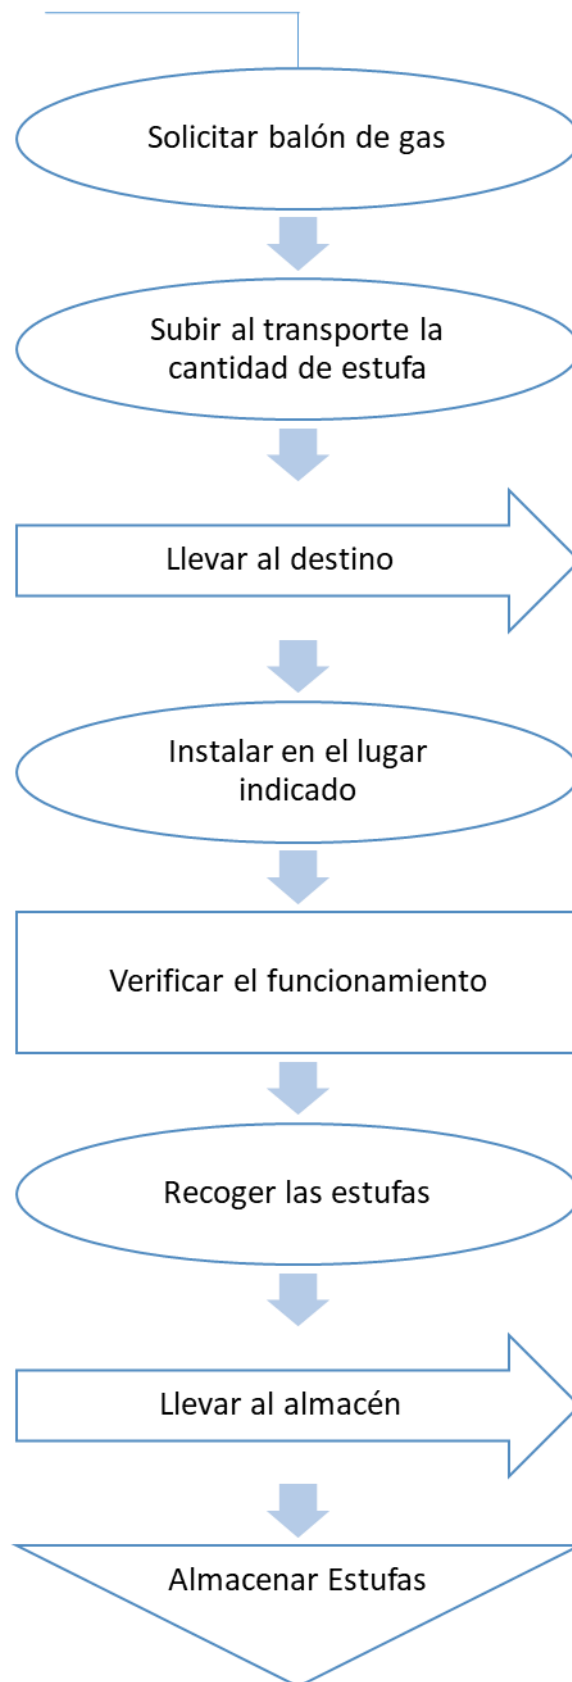 Solicitar balón de gas
Subir al transporte la
cantidad de estufa
Llevar al destino
Instalar en el lugar
indicado
Verificar el funcionamiento
Recoger las estufas
Llevar al almacén
Almacenar Estufas